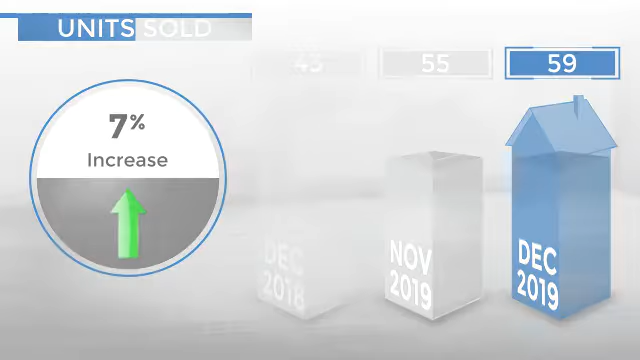 UNITS SOLD
55
59
7%
Increase
DEC
2018
NOV
2019
DEC
2019